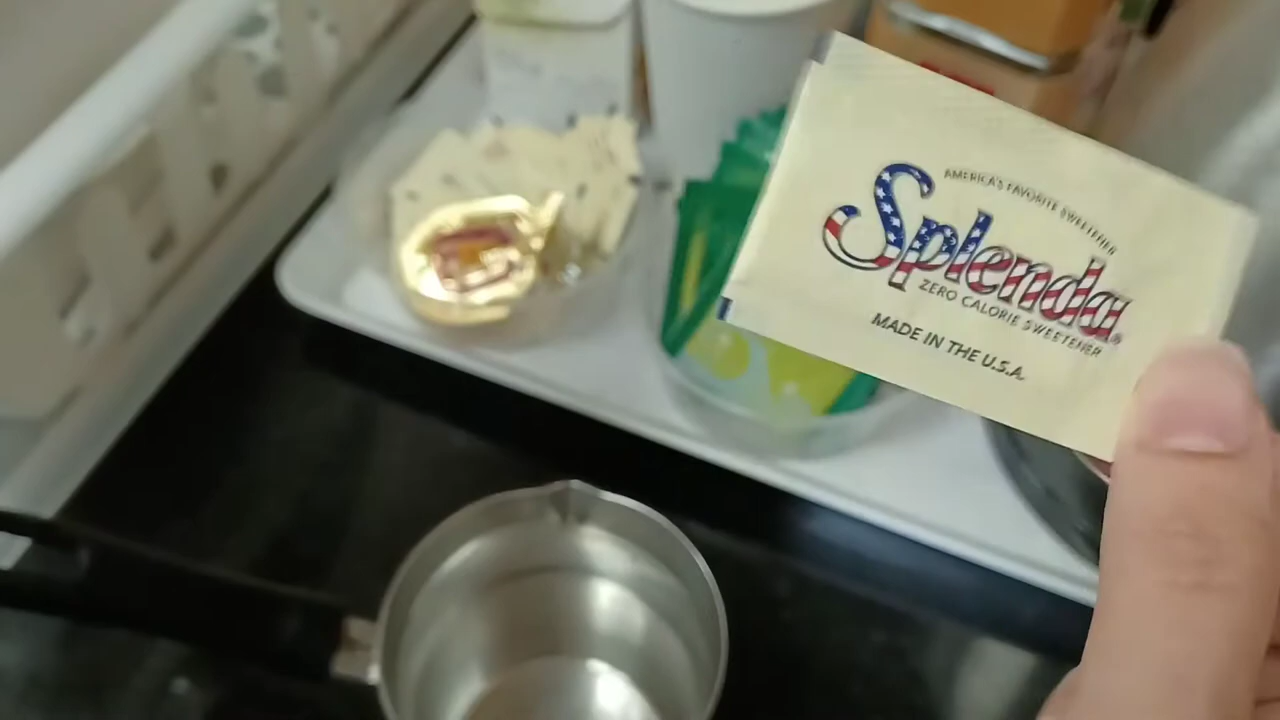 AMERICA'S FAVORITE SWEETENER
Splenda®
ZERO CALORIE SWEETENER
MADE IN THE U.S.A.